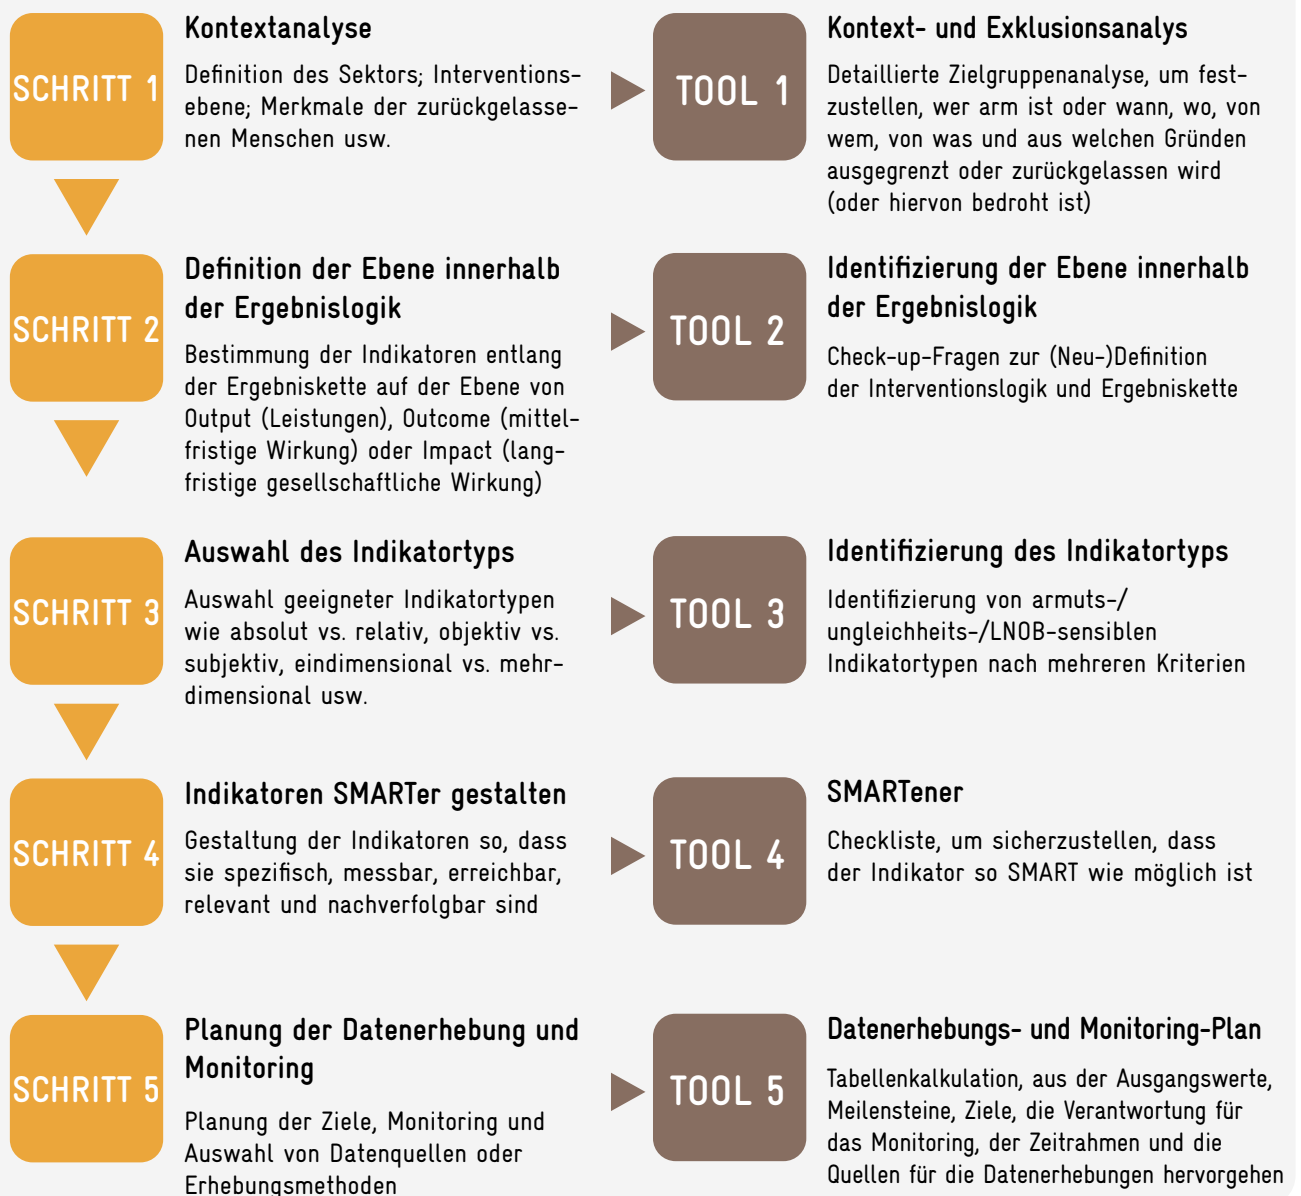 SCHRITT 1
Kontextanalyse
Definition des Sektors; Interventions-
ebene; Merkmale der zurückgelasse-
nen Menschen usw.
TOOL 1
Kontext- und Exklusionsanalys
Detaillierte Zielgruppenanalyse, um fest-
zustellen, wer arm ist oder wann, wo, von
wem, von was und aus welchen Gründen
ausgegrenzt oder zurückgelassen wird
(oder hiervon bedroht ist)
SCHRITT 2
Definition der Ebene innerhalb
der Ergebnislogik
Bestimmung der Indikatoren entlang
der Ergebniskette auf der Ebene von
Output (Leistungen), Outcome (mittel-
fristige Wirkung) oder Impact (lang-
fristige gesellschaftliche Wirkung)
TOOL 2
Identifizierung der Ebene innerhalb
der Ergebnislogik
Check-up-Fragen zur (Neu-)Definition
der Interventionslogik und Ergebniskette
SCHRITT 3
Auswahl des Indikatortyps
Auswahl geeigneter Indikatortypen
wie absolut vs. relativ, objektiv vs.
subjektiv, eindimensional vs. mehr-
dimensional usw.
TOOL 3
Identifizierung des Indikatortyps
Identifizierung von armuts-/
ungleichheits-/LNOB-sensiblen
Indikatortypen nach mehreren Kriterien
SCHRITT 4
Indikatoren SMARTer gestalten
Gestaltung der Indikatoren so, dass
sie spezifisch, messbar, erreichbar,
relevant und nachverfolgbar sind
TOOL 4
SMARTener
Checkliste, um sicherzustellen, dass
der Indikator so SMART wie möglich ist
SCHRITT 5
Planung der Datenerhebung und
Monitoring
Planung der Ziele, Monitoring und
Auswahl von Datenquellen oder
Erhebungsmethoden
TOOL 5
Datenerhebungs- und Monitoring-Plan
Tabellenkalkulation, aus der Ausgangswerte,
Meilensteine, Ziele, die Verantwortung für
das Monitoring, der Zeitrahmen und die
Quellen für die Datenerhebungen hervorgehen